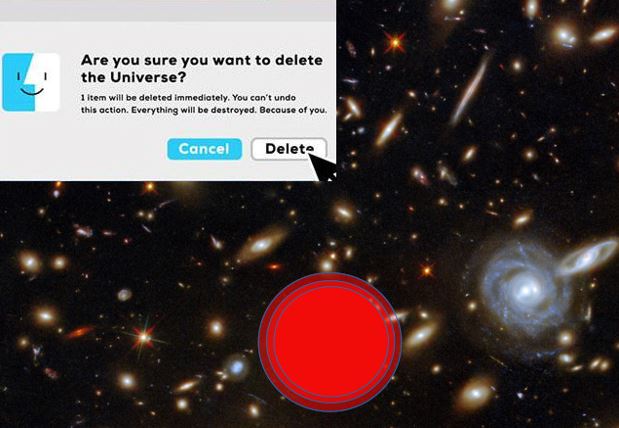 Are you sure you want to delete
the Universe?
1 item will be deleted immediately. You can't undo
this action. Everything will be destroyed. Because of you.
Cancel Delete